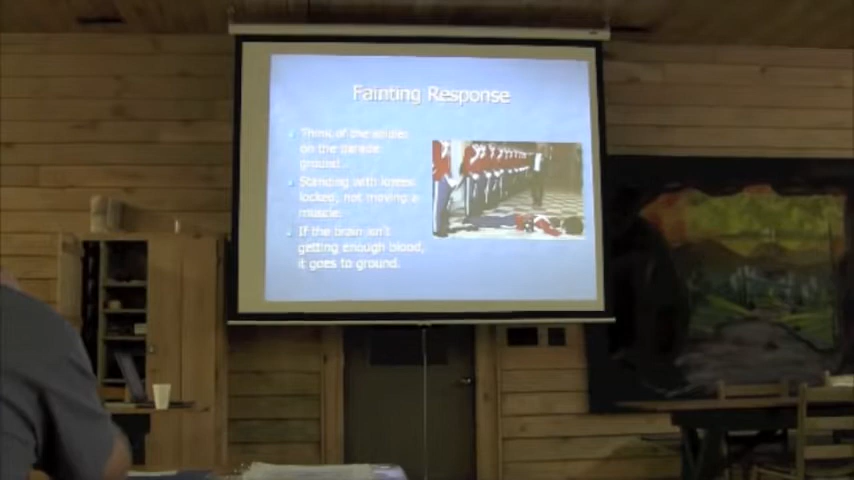 Fainting Response
Think of the soldier
on the parade
ground.
Standing with knees
locked, not moving a
muscle.
If the brain isn't
getting enough blood,
it goes to ground.